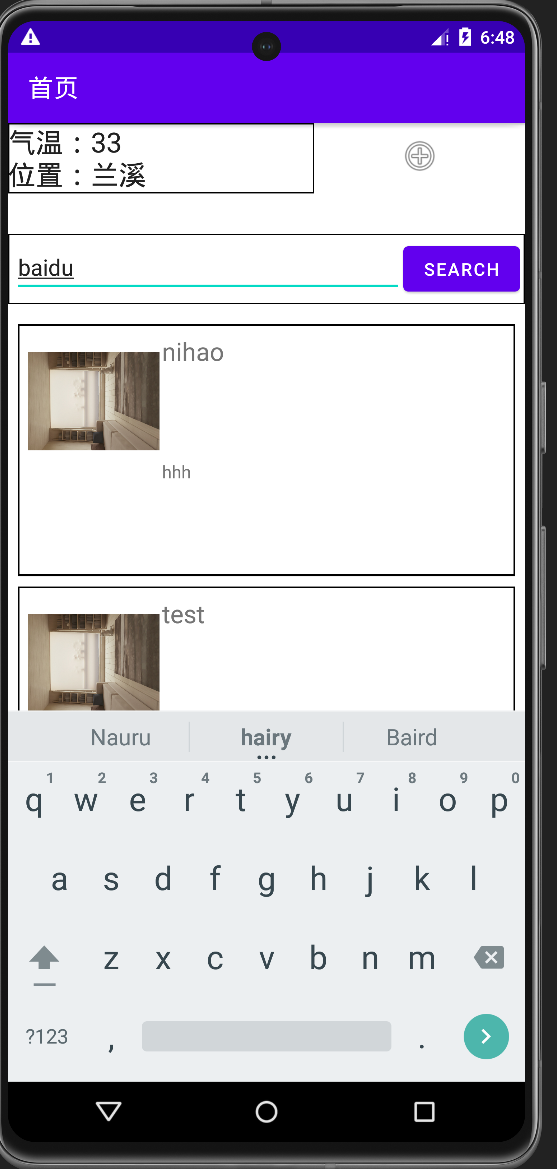 6:48
首页
气温：33
位置：兰溪
baidu
SEARCH
nihao
hhh
test
Nauru hairy Baird
1 2 3 4 5 6 7 8 9 0
q w e r t y u i o p
a s d f g h j k l
z x c v b n m
?123 , .